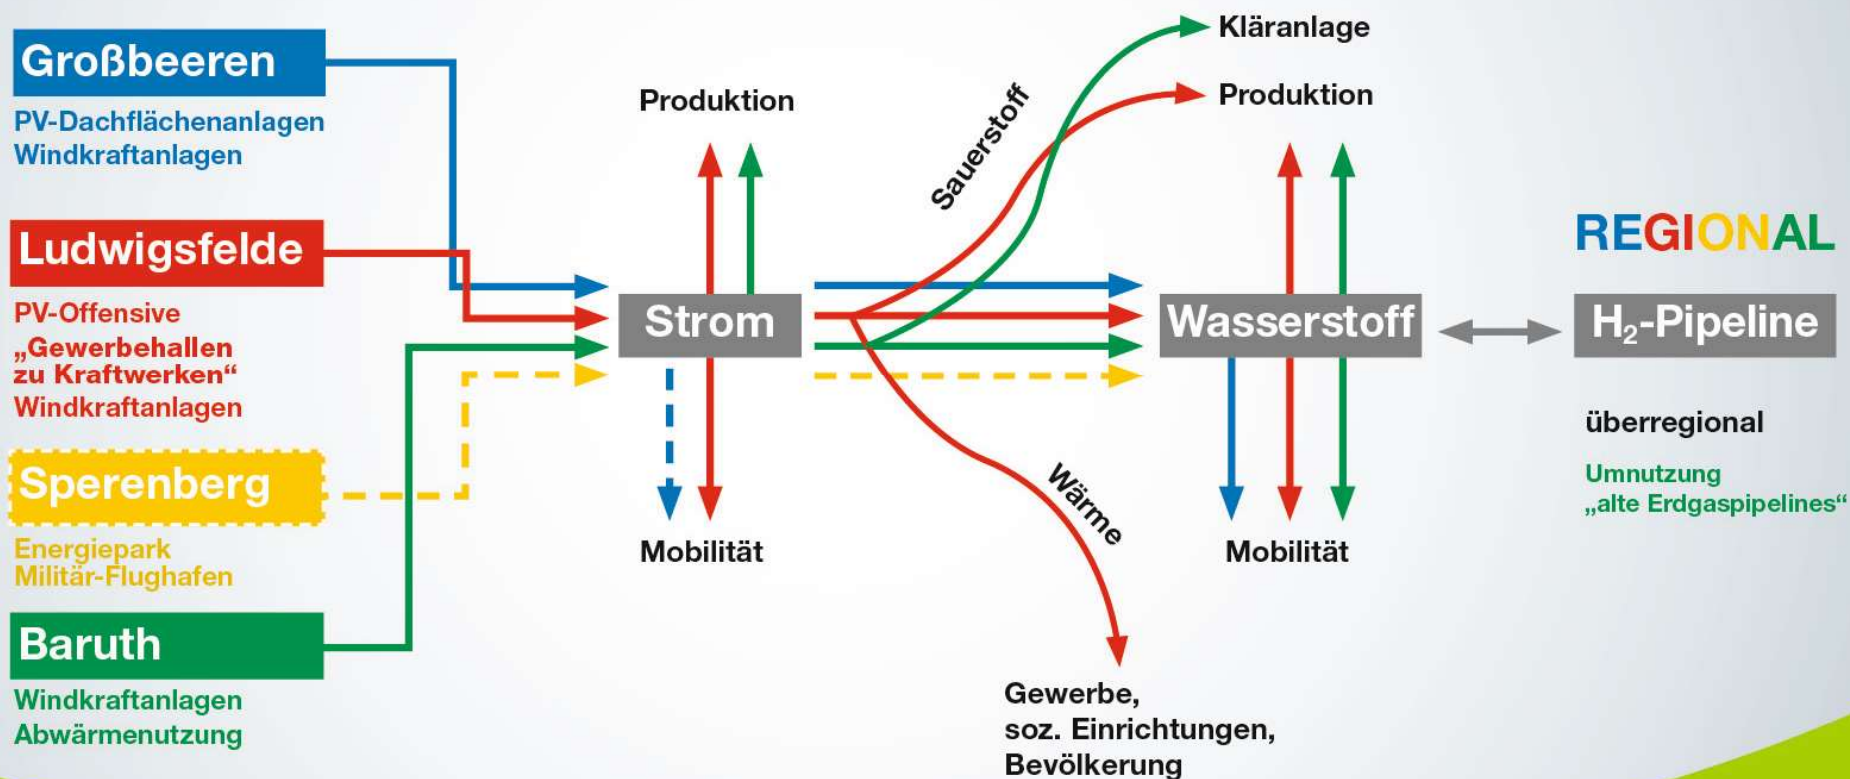 Großbeeren
PV-Dachflächenanlagen
Windkraftanlagen
Ludwigsfelde
PV-Offensive
„Gewerbehallen
zu Kraftwerken“
Windkraftanlagen
Sperenberg
Energiepark
Militär-Flughafen
Baruth
Windkraftanlagen
Abwärmenutzung
Produktion
Strom
Mobilität
Sauerstoff
Wärme
Kläranlage
Produktion
Wasserstoff
Mobilität
Gewerbe,
soz. Einrichtungen,
Bevölkerung
REGIONAL
H₂-Pipeline
überregional
Umnutzung
„alte Erdgaspipelines“